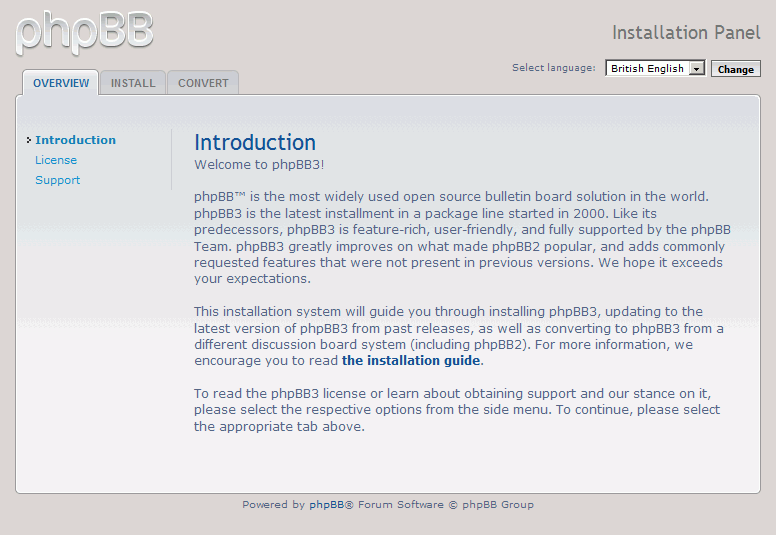 phpBB
Installation Panel
Select language: British English Change
OVERVIEW INSTALL CONVERT
Introduction
License
Support
Introduction
Welcome to phpBB3!
phpBB™ is the most widely used open source bulletin board solution in the world.
phpBB3 is the latest installment in a package line started in 2000. Like its
predecessors, phpBB3 is feature-rich, user-friendly, and fully supported by the phpBB
Team. phpBB3 greatly improves on what made phpBB2 popular, and adds commonly
requested features that were not present in previous versions. We hope it exceeds
your expectations.
This installation system will guide you through installing phpBB3, updating to the
latest version of phpBB3 from past releases, as well as converting to phpBB3 from a
different discussion board system (including phpBB2). For more information, we
encourage you to read the installation guide.
To read the phpBB3 license or learn about obtaining support and our stance on it,
please select the respective options from the side menu. To continue, please select
the appropriate tab above.
Powered by phpBB® Forum Software © phpBB Group